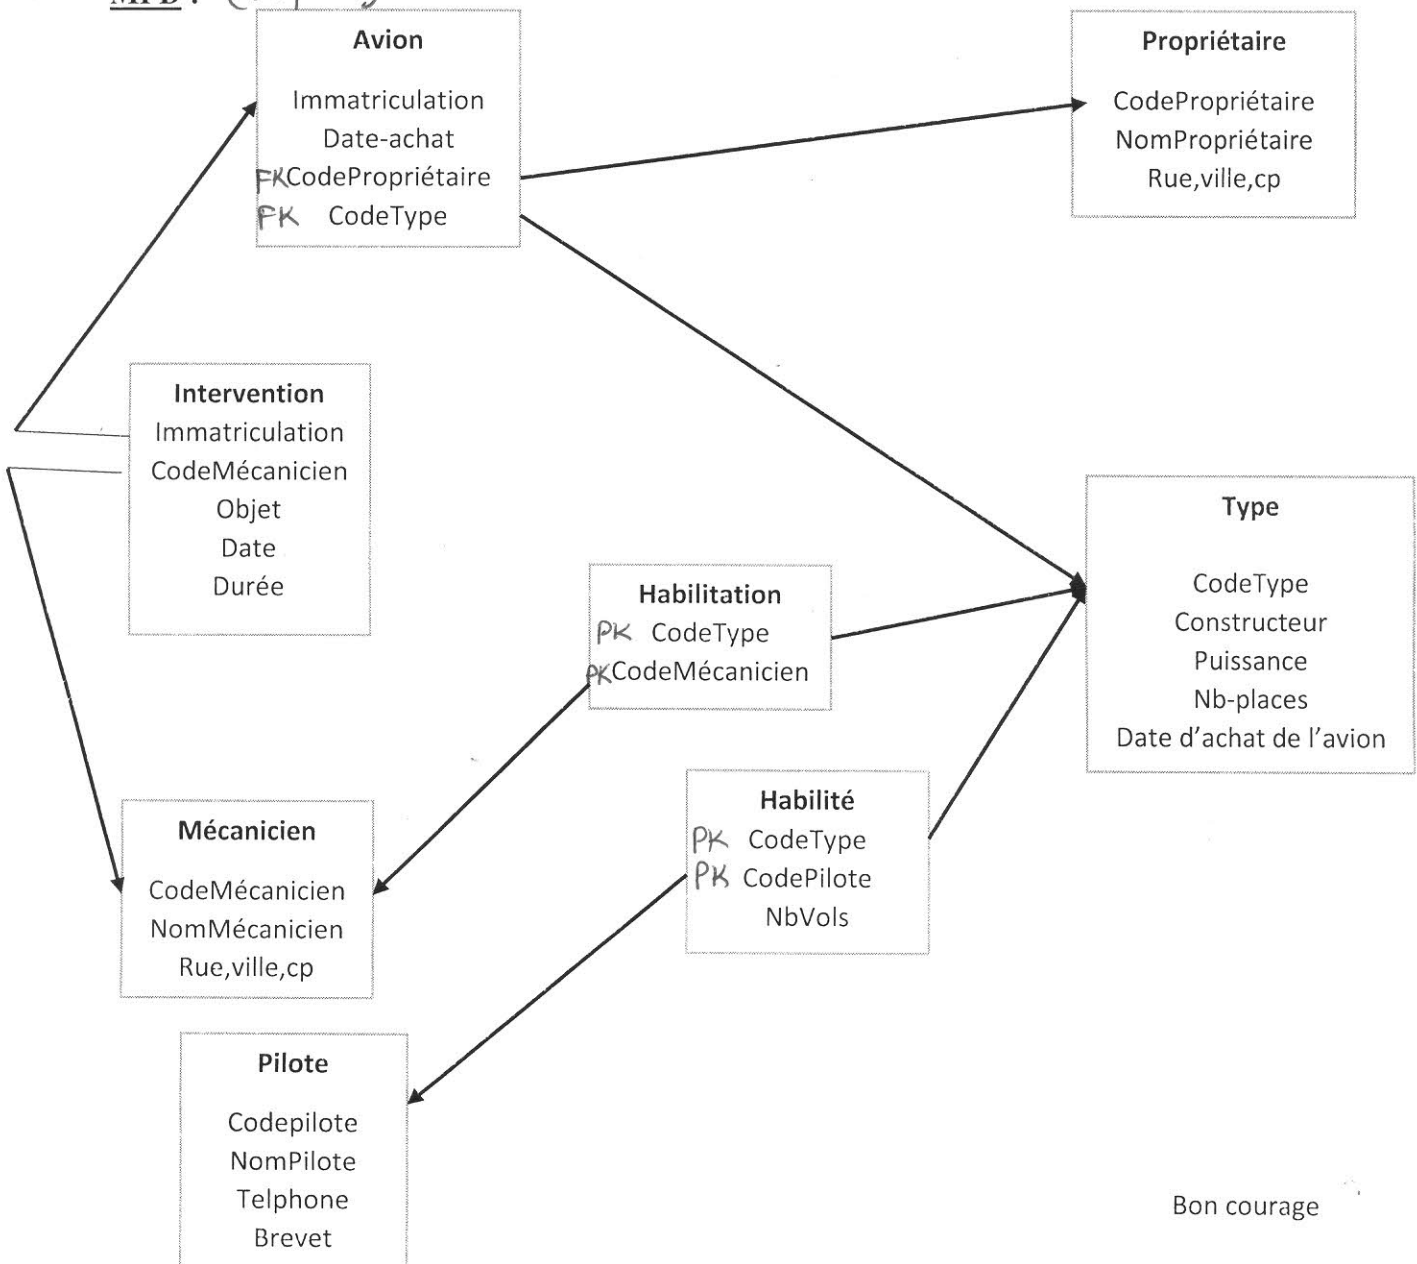 MPD :
Avion
Immatriculation
Date-achat
FK CodePropriétaire
FK CodeType
Propriétaire
CodePropriétaire
NomPropriétaire
Rue,ville,cp
Intervention
Immatriculation
CodeMécanicien
Objet
Date
Durée
Type
CodeType
Constructeur
Puissance
Nb-places
Date d'achat de l'avion
Habilitation
PK CodeType
PK CodeMécanicien
Habilité
PK CodeType
PK CodePilote
NbVols
Mécanicien
CodeMécanicien
NomMécanicien
Rue,ville,cp
Pilote
Codepilote
NomPilote
Telphone
Brevet
Bon courage